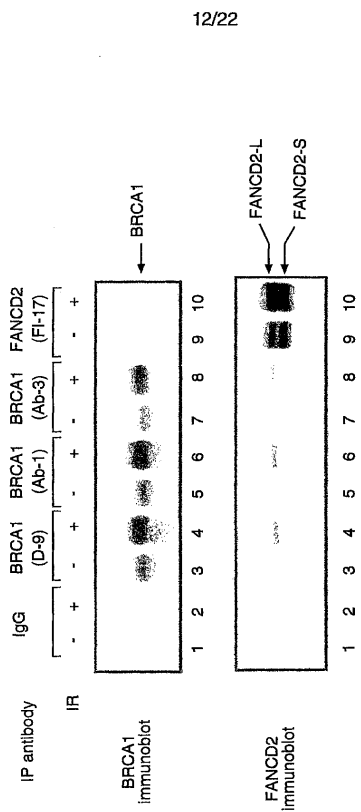 12/22
IP antibody
IgG
BRCA1
(D-9)
BRCA1
(Ab-1)
BRCA1
(Ab-3)
FANCD2
(FI-17)
IR
- + - + - + - + - +
BRCA1
immunoblot
BRCA1
1 2 3 4 5 6 7 8 9 10
FANCD2
immunoblot
FANCD2-L
FANCD2-S
1 2 3 4 5 6 7 8 9 10